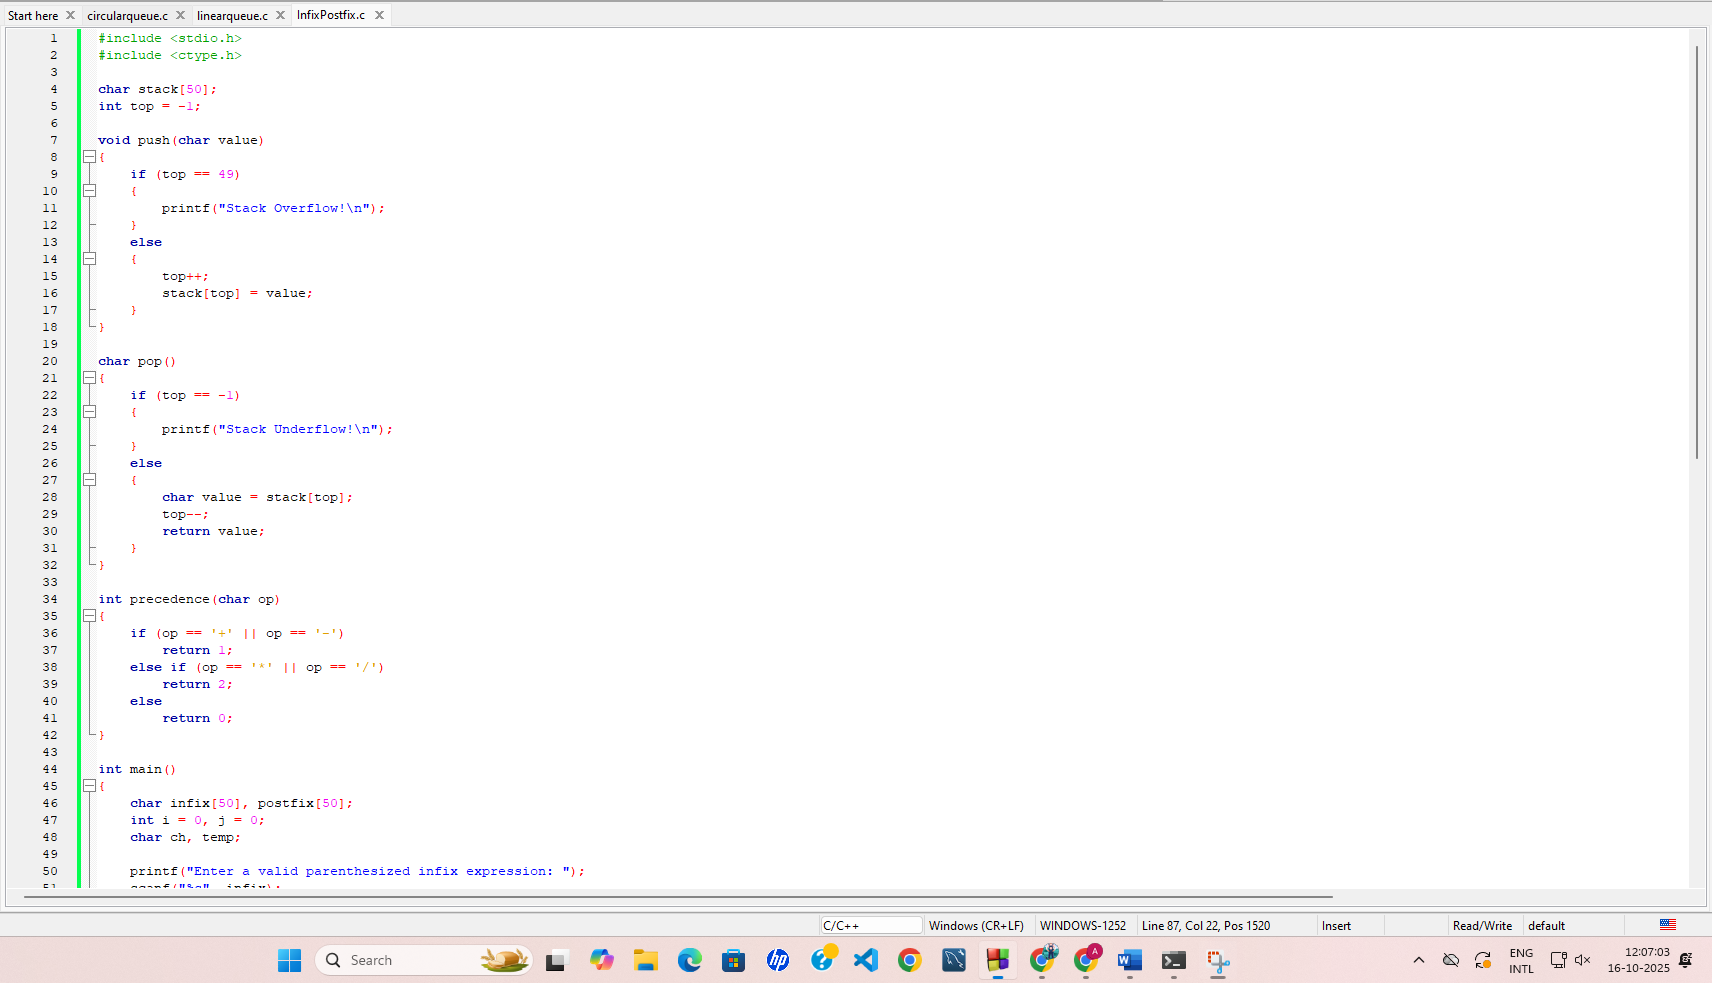 Start here circularqueue.c linearqueue.c InfixPostfix.c
1 #include <stdio.h>
2 #include <ctype.h>
3
4 char stack[50];
5 int top = -1;
6
7 void push(char value)
8 {
9     if (top == 49)
10     {
11         printf("Stack Overflow!\n");
12     }
13     else
14     {
15         top++;
16         stack[top] = value;
17     }
18 }
19
20 char pop()
21 {
22     if (top == -1)
23     {
24         printf("Stack Underflow!\n");
25     }
26     else
27     {
28         char value = stack[top];
29         top--;
30         return value;
31     }
32 }
33
34 int precedence(char op)
35 {
36     if (op == '+' || op == '-')
37         return 1;
38     else if (op == '*' || op == '/')
39         return 2;
40     else
41         return 0;
42 }
43
44 int main()
45 {
46     char infix[50], postfix[50];
47     int i = 0, j = 0;
48     char ch, temp;
49
50     printf("Enter a valid parenthesized infix expression: ");
51     scanf("%s", infix);
C/C++ Windows (CR+LF) WINDOWS-1252 Line 87, Col 22, Pos 1520 Insert Read/Write default
Search
ENG
INTL
12:07:03
16-10-2025